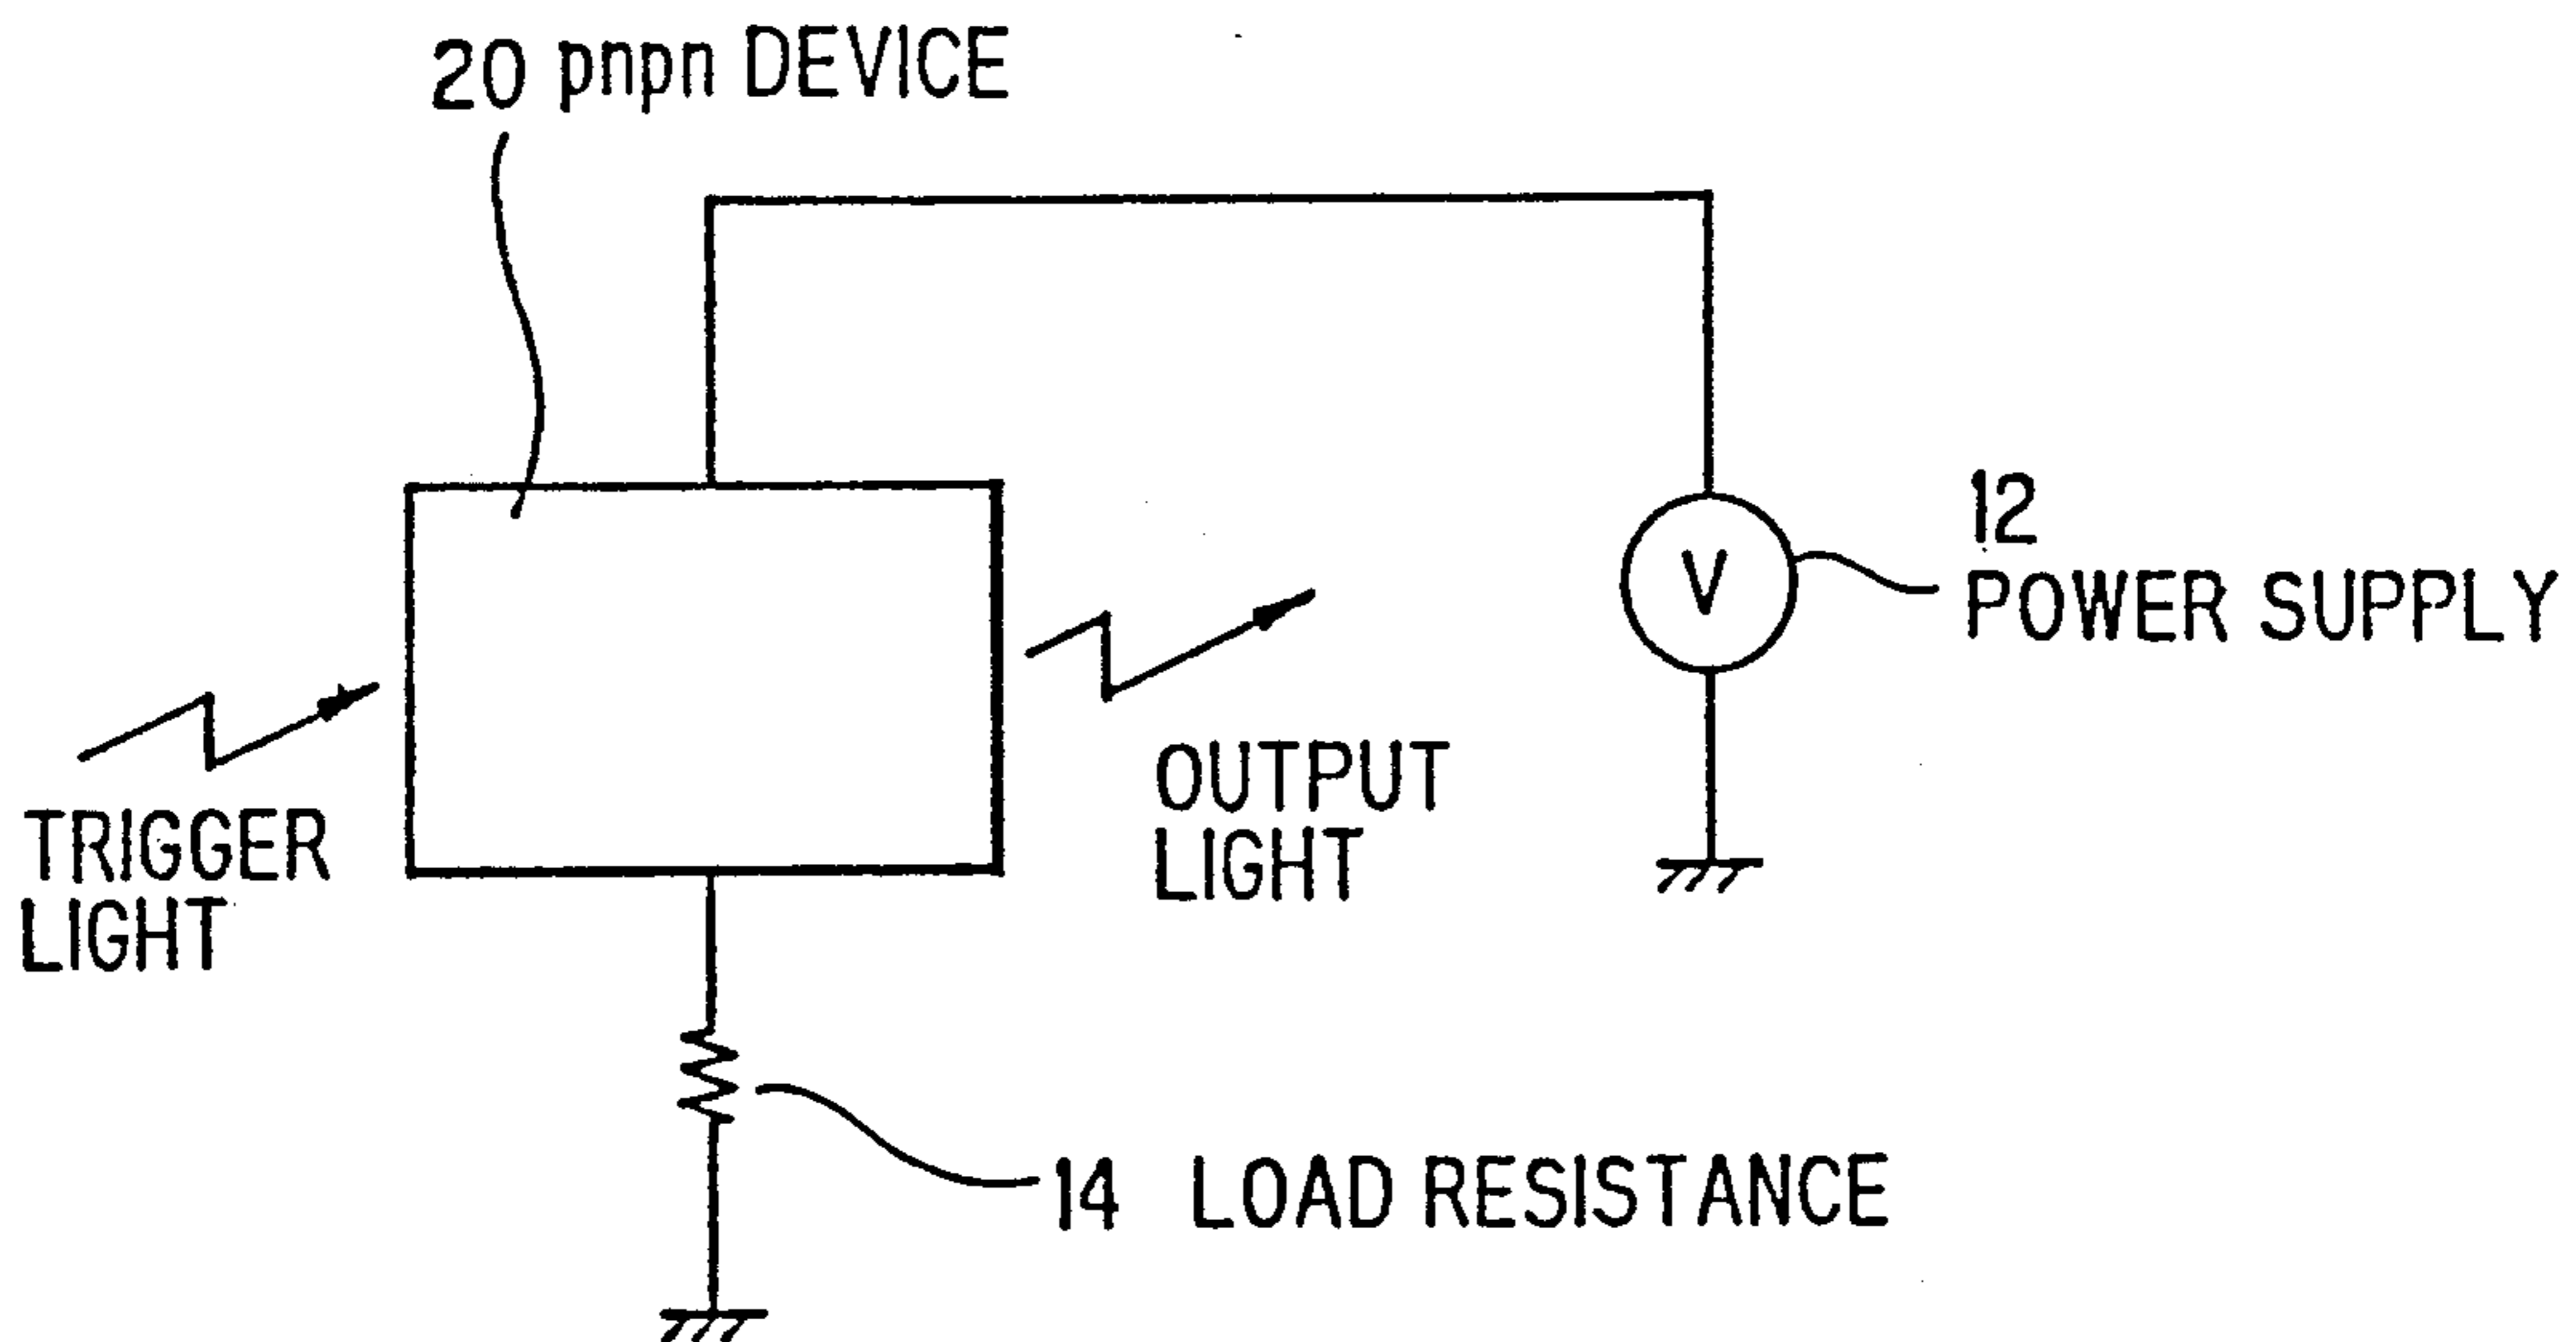 20 pnpn DEVICE
12
POWER SUPPLY
V
OUTPUT
LIGHT
TRIGGER
LIGHT
14 LOAD RESISTANCE